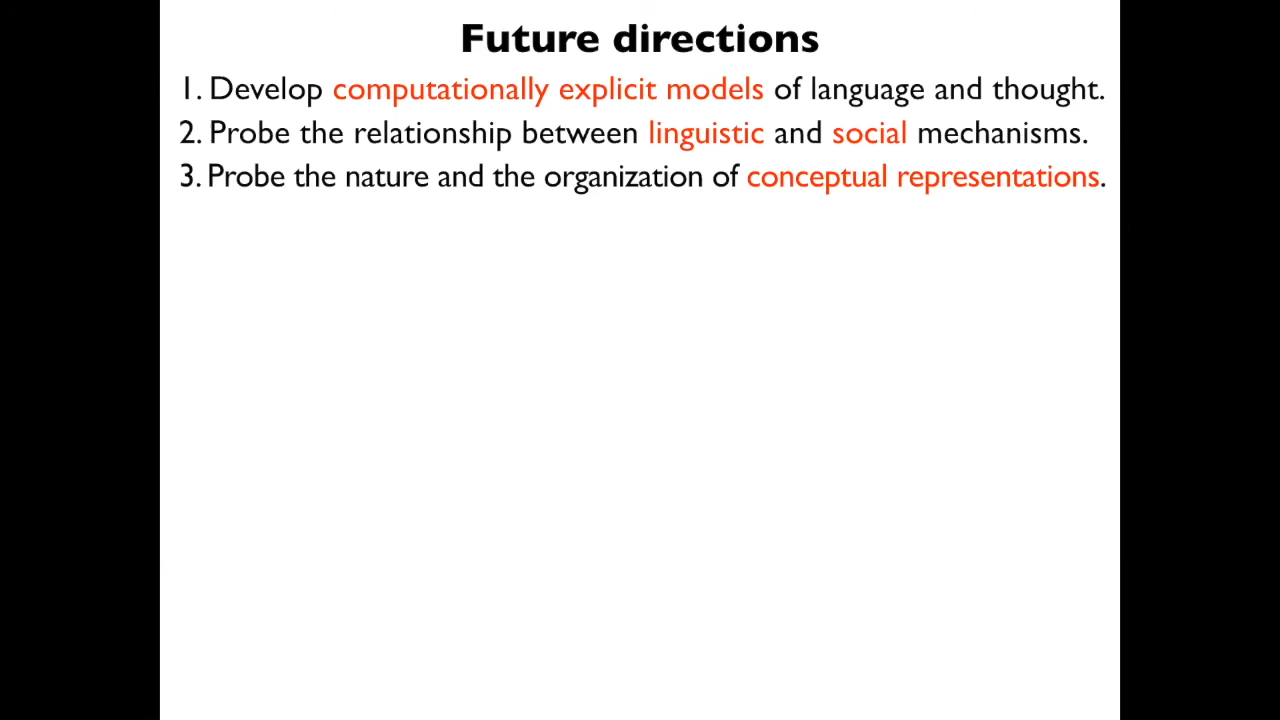 Future directions
1. Develop computationally explicit models of language and thought.
2. Probe the relationship between linguistic and social mechanisms.
3. Probe the nature and the organization of conceptual representations.